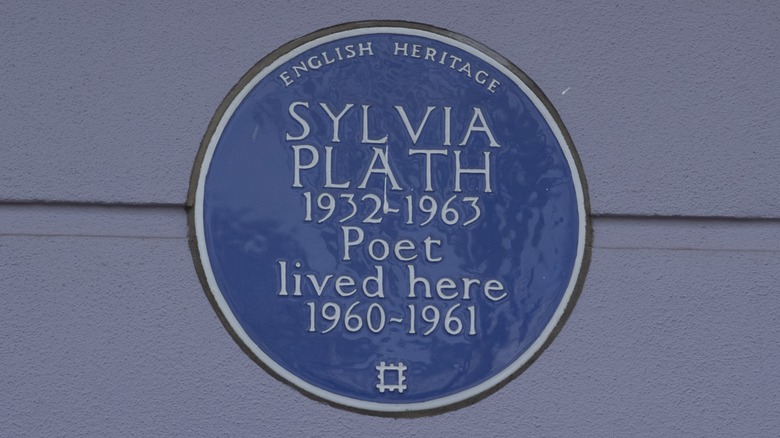 ENGLISH HERITAGE
SYLVIA
PLATH
1932-1963
Poet
lived here
1960-1961